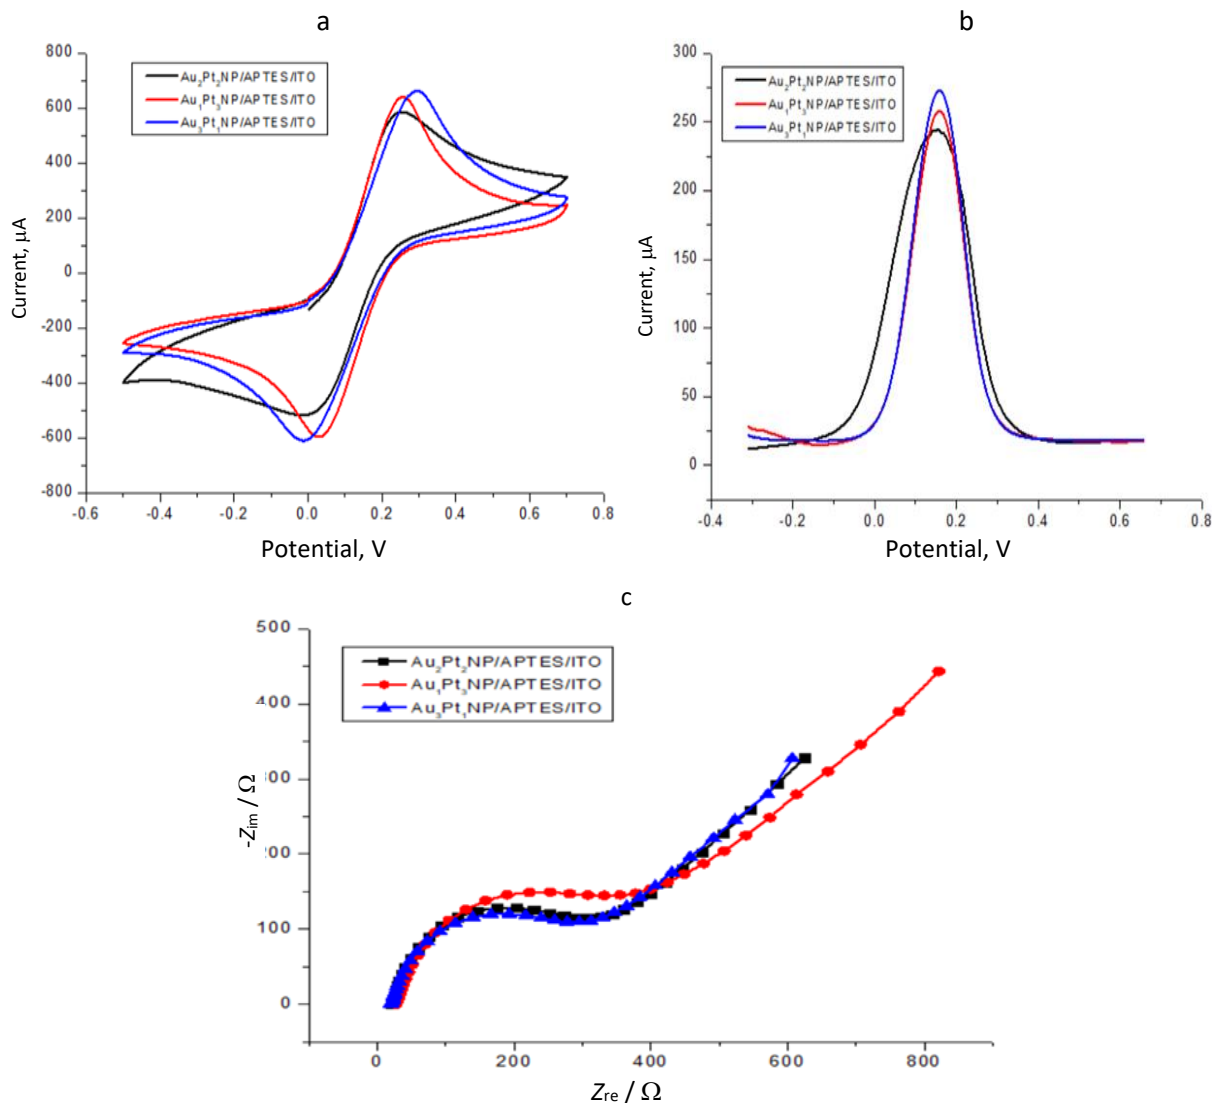 a
800
600
400
200
0
-200
-400
-600
-800
-0.6
-0.4
-0.2
0.0
0.2
0.4
0.6
0.8
Current, µA
Potential, V
Au₂Pt₂NP/APTES/ITO
Au₁Pt₃NP/APTES/ITO
Au₃Pt₁NP/APTES/ITO
b
300
250
200
150
100
50
0
-0.4
-0.2
0.0
0.2
0.4
0.6
0.8
Current, µA
Potential, V
Au₂Pt₂NP/APTES/ITO
Au₁Pt₃NP/APTES/ITO
Au₃Pt₁NP/APTES/ITO
c
500
400
300
200
100
0
0
200
400
600
800
-Zim / Ω
Zre / Ω
Au₂Pt₂NP/APTES/ITO
Au₁Pt₃NP/APTES/ITO
Au₃Pt₁NP/APTES/ITO